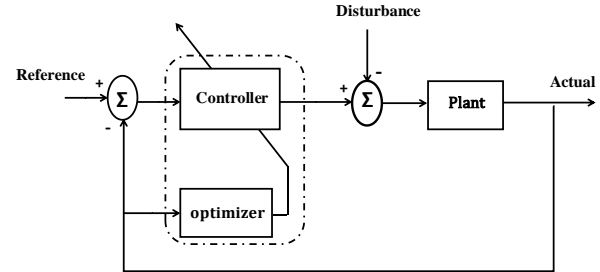 Disturbance
Reference
+
Σ
-
Controller
+
-
Σ
Plant
Actual
optimizer